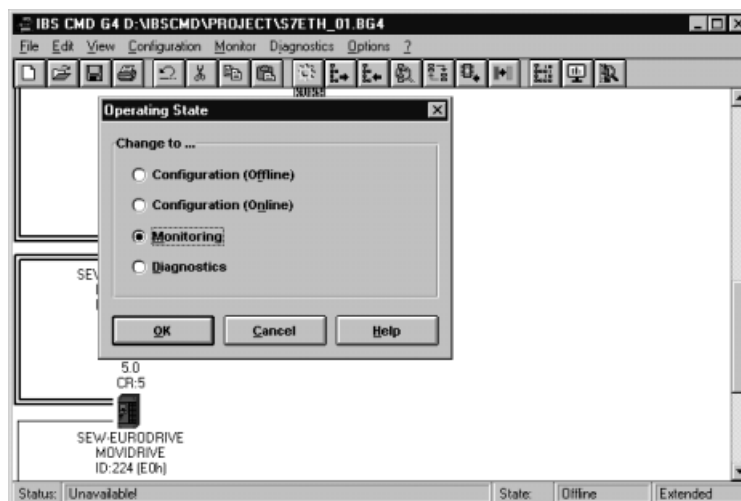 IBS CMD G4 D:\IBSCMD\PROJECT\S7ETH_01.BG4
File Edit View Configuration Monitor Diagnostics Options ?
Operating State
Change to ...
Configuration (Offline)
Configuration (Online)
Monitoring
Diagnostics
OK Cancel Help
SEW
5.0
CR:5
SEW-EURODRIVE
MOVIDRIVE
ID:224 (E0h)
Status: Unavailable! State: Offline Extended